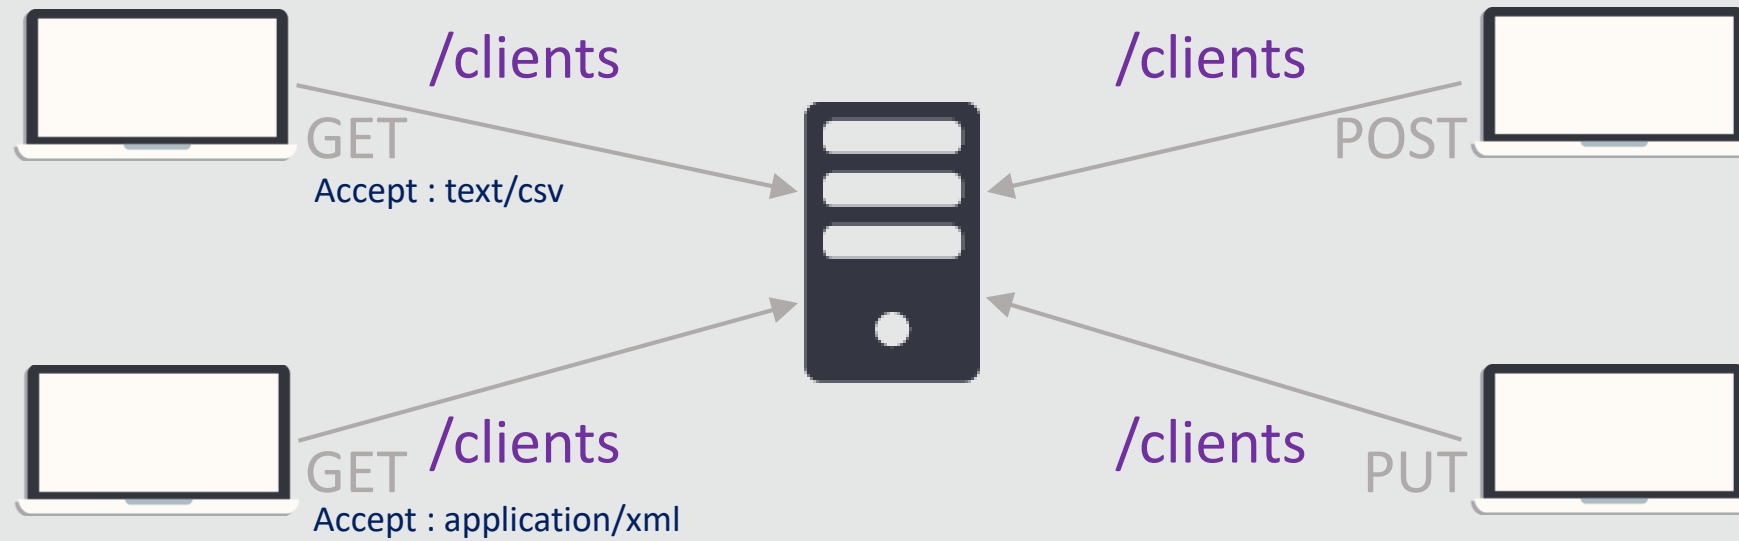 /clients
GET
Accept : text/csv
/clients
POST
/clients
GET
Accept : application/xml
/clients
PUT